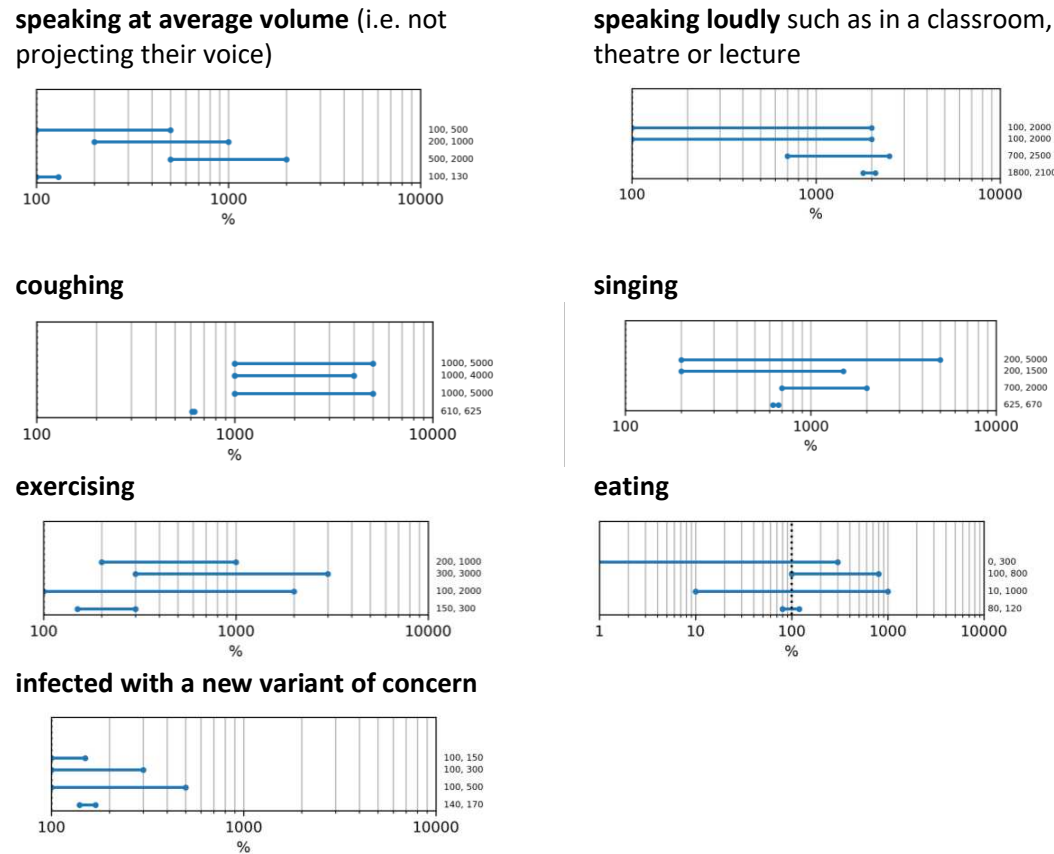 speaking at average volume (i.e. not
projecting their voice)
100, 500
200, 1000
500, 2000
100, 130
100 1000 10000
%
speaking loudly such as in a classroom,
theatre or lecture
100, 2000
100, 2000
700, 2500
1800, 2100
100 1000 10000
%
coughing
1000, 5000
1000, 4000
1000, 5000
610, 625
100 1000 10000
%
singing
200, 5000
200, 1500
700, 2000
625, 670
100 1000 10000
%
exercising
200, 1000
300, 3000
100, 2000
150, 300
100 1000 10000
%
eating
0, 300
100, 800
10, 1000
80, 120
1 10 100 1000 10000
%
infected with a new variant of concern
100, 150
100, 300
100, 500
140, 170
100 1000 10000
%